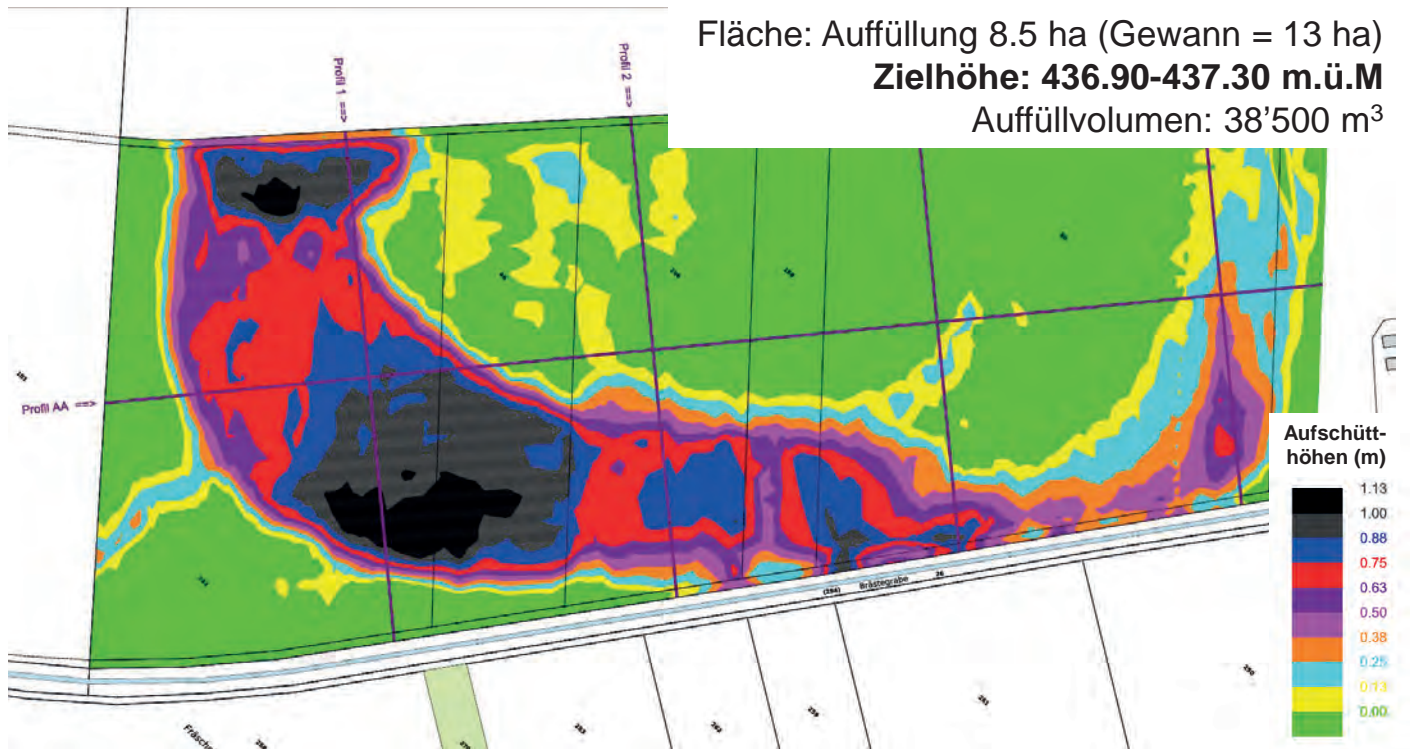 Fläche: Auffüllung 8.5 ha (Gewann = 13 ha)
Zielhöhe: 436.90-437.30 m.ü.M
Auffüllvolumen: 38’500 m³
Profil 1 ==>
Profil 2 ==>
Profil AA ==>
Brästegrabe
(284)
26
Aufschütt-
höhen (m)
1.13
1.00
0.88
0.75
0.63
0.50
0.38
0.25
0.13
0.00